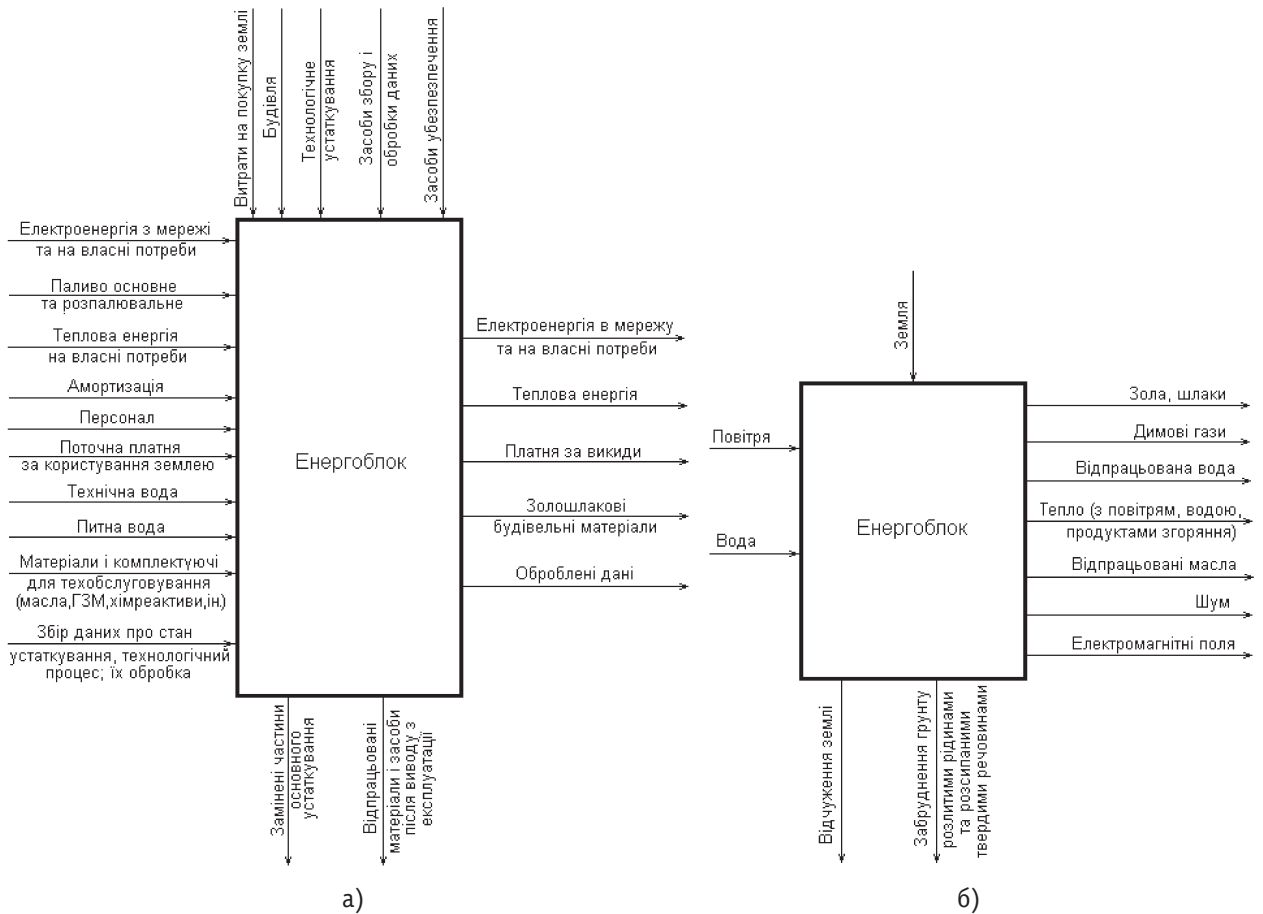 Витрати на покупку землі
Будівля
Технологічне
устаткування
Засоби збору і
обробки даних
Засоби убезпезпечення
Електроенергія з мережі
та на власні потреби
Паливо основне
та розпалювальне
Теплова енергія
на власні потреби
Амортизація
Персонал
Поточна платня
за користування землею
Технічна вода
Питна вода
Матеріали і комплектуючі
для техобслуговування
(масла,ГЗМ,хімреактиви,ін.)
Збір даних про стан
устаткування, технологічний
процес; їх обробка
Енергоблок
Електроенергія в мережу
та на власні потреби
Теплова енергія
Платня за викиди
Золошлакові
будівельні матеріали
Оброблені дані
Замінені частини
основного
устаткування
Відпрацьовані
матеріали і засоби
після виводу з
експлуатації
а)
Земля
Повітря
Вода
Енергоблок
Зола, шлаки
Димові гази
Відпрацьована вода
Тепло (з повітрям, водою,
продуктами згоряння)
Відпрацьовані масла
Шум
Електромагнітні поля
Відчуження землі
Забруднення грунту
розлитими рідинами
та розсипаними
твердими речовинами
б)